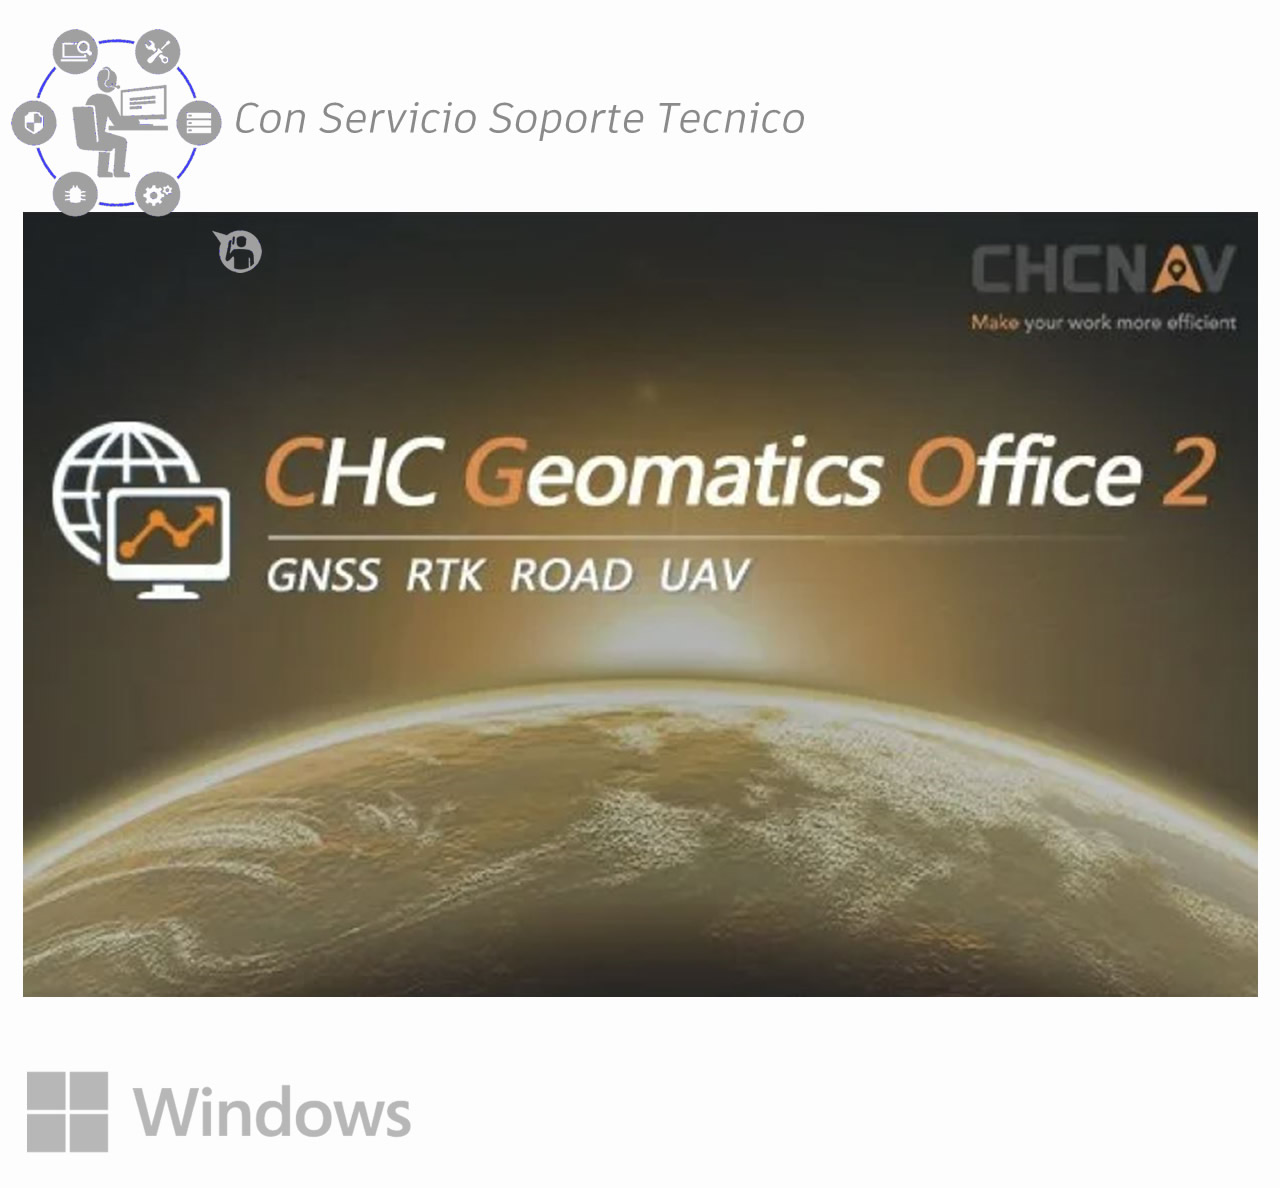 Con Servicio Soporte Tecnico
CHCNAV
Make your work more efficient
CHC Geomatics Office 2
GNSS RTK ROAD UAV
Windows